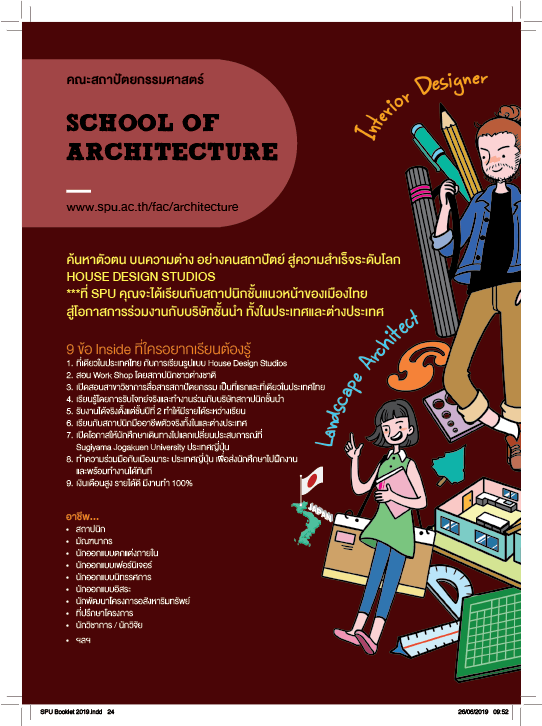 คณะสถาปัตยกรรมศาสตร์
SCHOOL OF
ARCHITECTURE
www.spu.ac.th/fac/architecture
Interior Designer
ค้นหาตัวตน บนความต่าง อย่างคนสถาปัตย์ สู่ความสำเร็จระดับโลก
HOUSE DESIGN STUDIOS
***ที่ SPU คุณจะได้เรียนกับสถาปนิกชั้นแนวหน้าของเมืองไทย
สู่โอกาสการร่วมงานกับบริษัทชั้นนำ ทั้งในประเทศและต่างประเทศ
Landscape Architect
9 ข้อ Inside ที่ใครอยากเรียนต้องรู้
1. ที่เดียวในประเทศไทย กับการเรียนรูปแบบ House Design Studios
2. สอน Work Shop โดยสถาปนิกชาวต่างชาติ
3. เปิดสอนสาขาวิชาการสื่อสารสถาปัตยกรรม เป็นที่แรกและที่เดียวในประเทศไทย
4. เรียนรู้โดยการรับโจทย์จริงและทำงานร่วมกับบริษัทสถาปนิกชั้นนำ
5. รับงานได้จริงตั้งแต่ชั้นปีที่ 2 ทำให้มีรายได้ระหว่างเรียน
6. เรียนกับสถาปนิกมืออาชีพตัวจริงทั้งในและต่างประเทศ
7. เปิดโอกาสให้นักศึกษาเดินทางไปแลกเปลี่ยนประสบการณ์ที่
Sugiyama Jogakuen University ประเทศญี่ปุ่น
8. ทำความร่วมมือกับเมืองนาระ ประเทศญี่ปุ่น เพื่อส่งนักศึกษาไปฝึกงาน
และพร้อมทำงานได้ทันที
9. เงินเดือนสูง รายได้ดี มีงานทำ 100%
JAPAN
อาชีพ...
• สถาปนิก
• มัณฑนากร
• นักออกแบบตกแต่งภายใน
• นักออกแบบเฟอร์นิเจอร์
• นักออกแบบนิทรรศการ
• นักออกแบบอิสระ
• นักพัฒนาโครงการอสังหาริมทรัพย์
• ที่ปรึกษาโครงการ
• นักวิชาการ / นักวิจัย
• ฯลฯ
SPU Booklet 2019.indd 24
26/06/2019 09:52